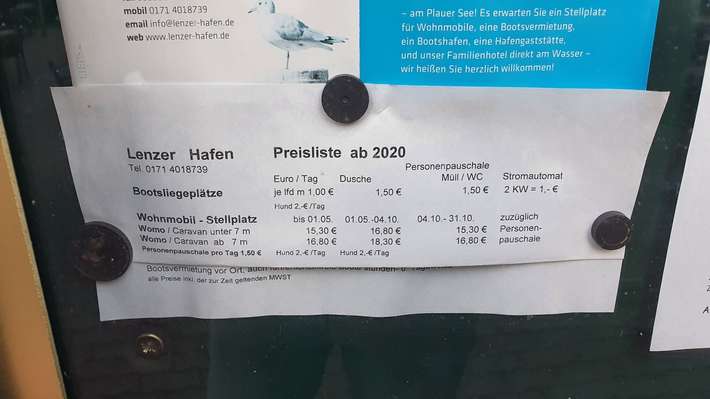 mobil 0171 4018739
email info@lenzer-hafen.de
web www.lenzer-hafen.de
– am Plauer See! Es erwarten Sie ein Stellplatz
für Wohnmobile, eine Bootsvermietung,
ein Bootshafen, eine Hafengaststätte,
und unser Familienhotel direkt am Wasser –
wir heißen Sie herzlich willkommen!
Lenzer Hafen Preisliste ab 2020
Tel. 0171 4018739
Personenpauschale
Euro / Tag Dusche Müll / WC Stromautomat
Bootsliegeplätze je lfd m 1,00 € 1,50 € 1,50 € 2 KW = 1,- €
Hund 2,-€ /Tag
Wohnmobil - Stellplatz bis 01.05. 01.05.-04.10. 04.10.- 31.10. zuzüglich
Womo / Caravan unter 7 m 15,30 € 16,80 € 15,30 € Personen-
Womo / Caravan ab 7 m 16,80 € 18,30 € 16,80 € pauschale
Personenpauschale pro Tag 1,50 € Hund 2,-€ /Tag Hund 2,-€ /Tag
Bootsvermietung vor Ort, auch
alle Preise inkl. der zur Zeit geltenden MWST